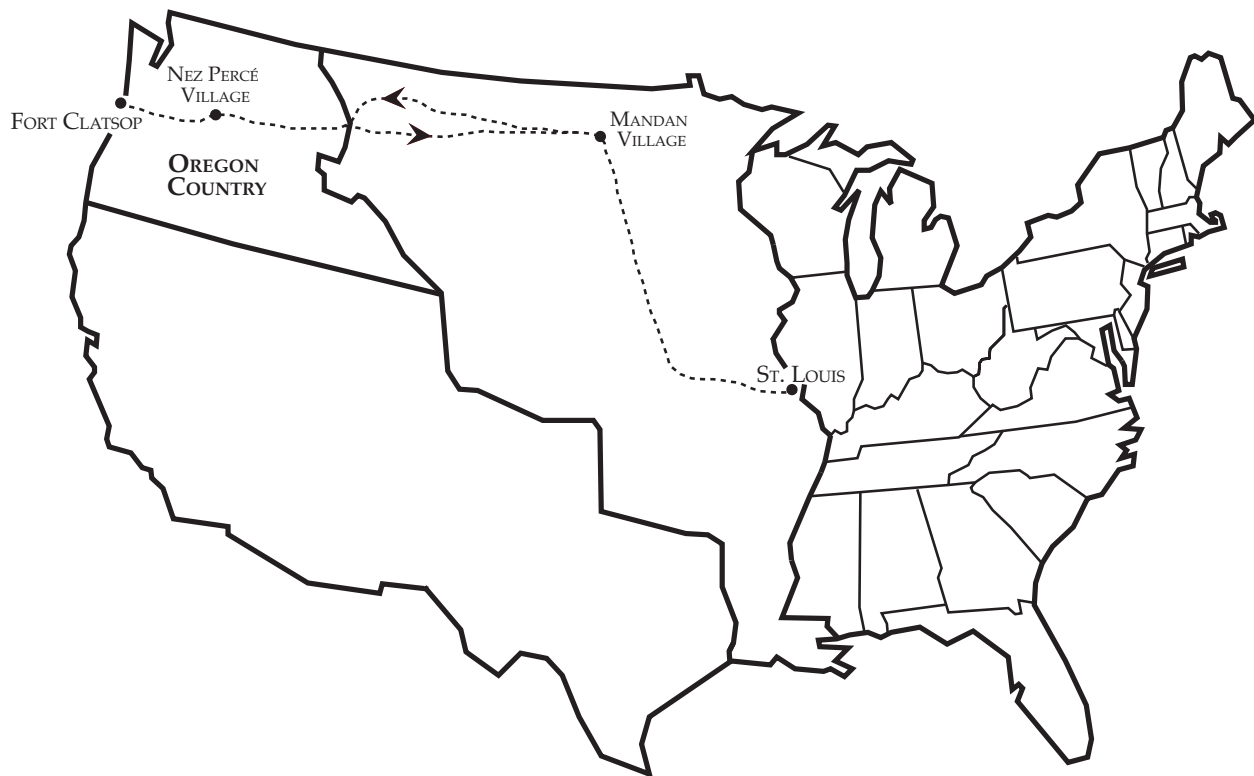 Nez Percé
Village
Fort Clatsop
Mandan
Village
Oregon
Country
St. Louis